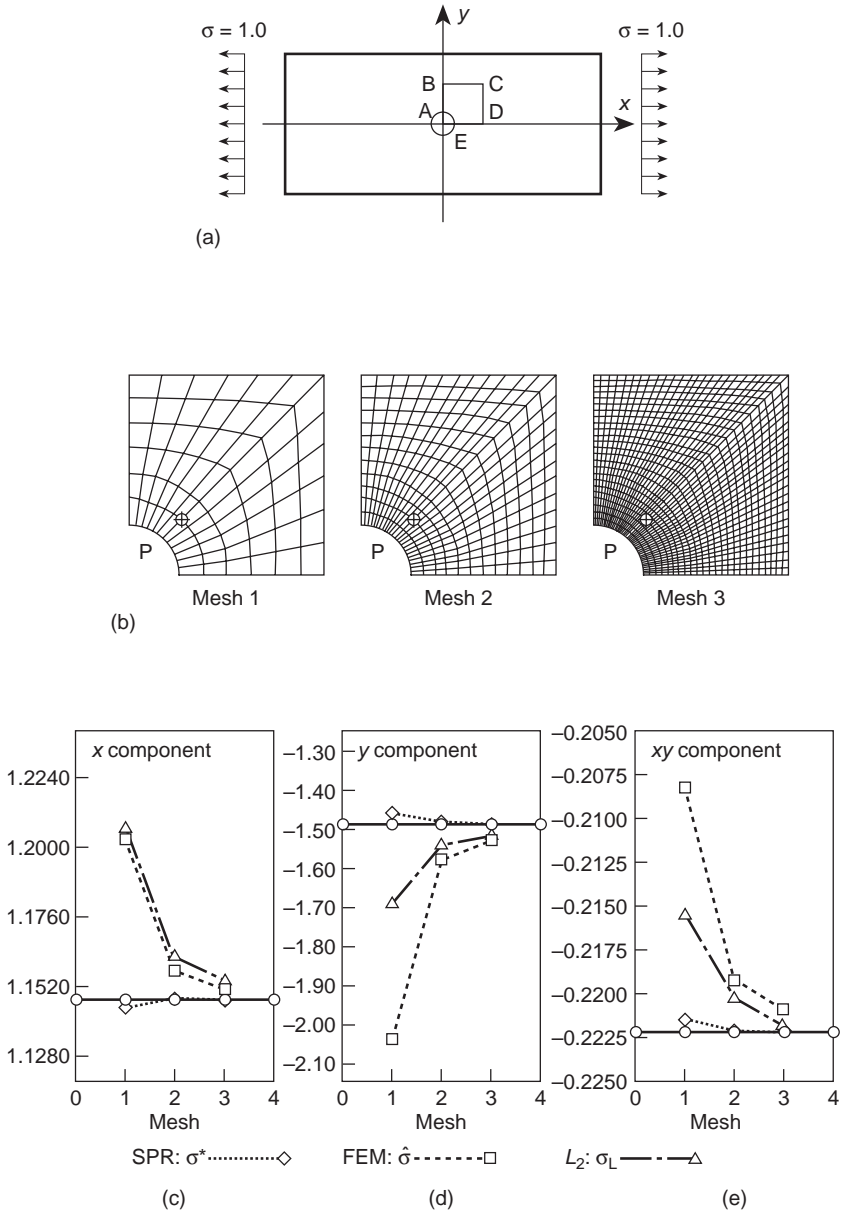 y
σ = 1.0 σ = 1.0
B C
A D x
E
(a)
P P P
Mesh 1 Mesh 2 Mesh 3
(b)
x component
1.2240
1.2000
1.1760
1.1520
1.1280
0 1 2 3 4
Mesh
y component
–1.30
–1.40
–1.50
–1.60
–1.70
–1.80
–1.90
–2.00
–2.10
0 1 2 3 4
Mesh
xy component
–0.2050
–0.2075
–0.2100
–0.2125
–0.2150
–0.2175
–0.2200
–0.2225
–0.2250
0 1 2 3 4
Mesh
SPR: σ* FEM: σ̂ L₂: σL
(c) (d) (e)